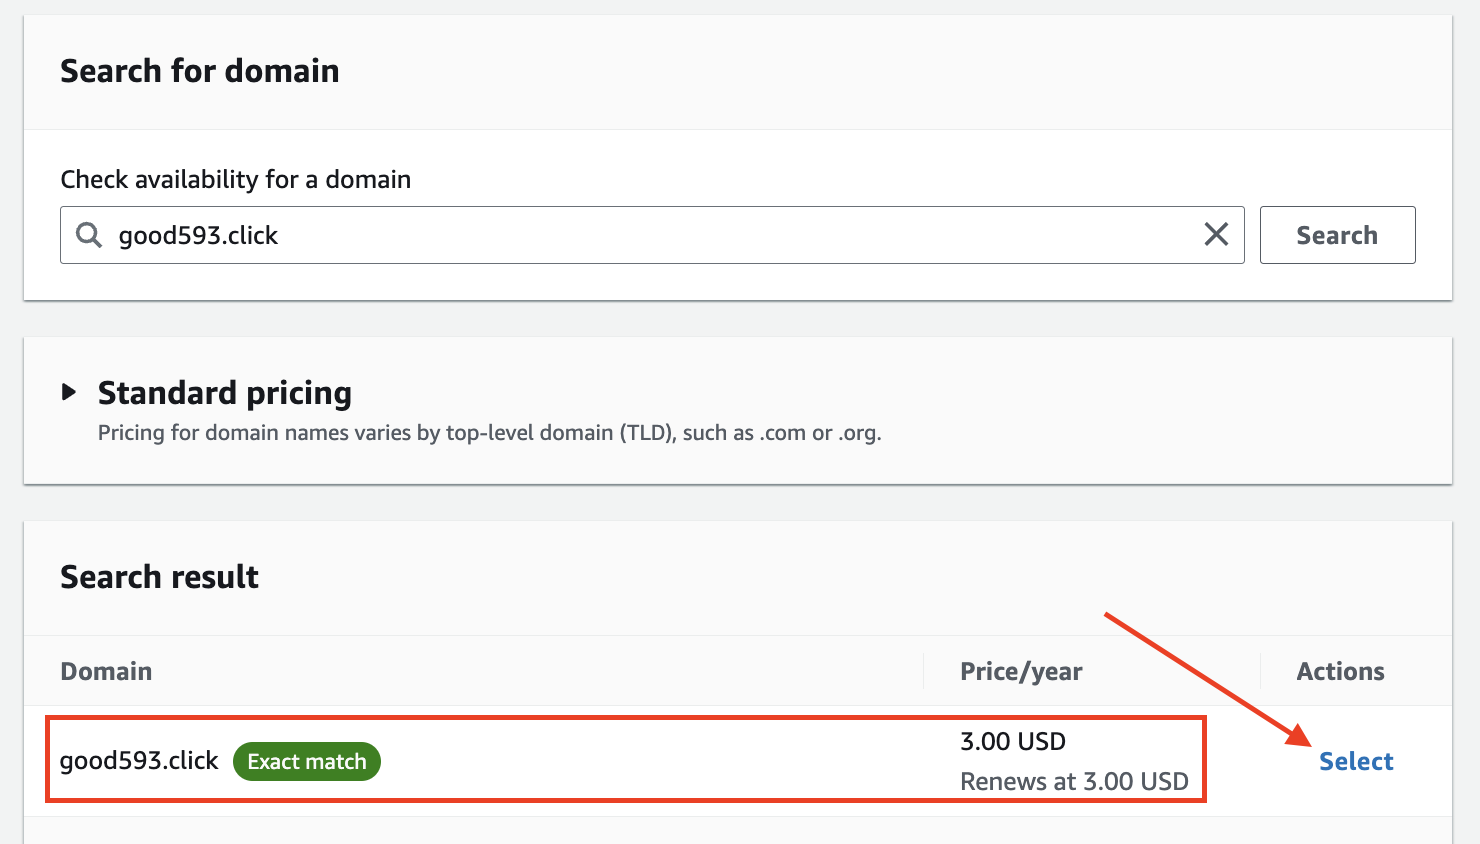 Search for domain
Check availability for a domain
good593.click
Search
Standard pricing
Pricing for domain names varies by top-level domain (TLD), such as .com or .org.
Search result
Domain Price/year Actions
good593.click Exact match 3.00 USD Select
Renews at 3.00 USD